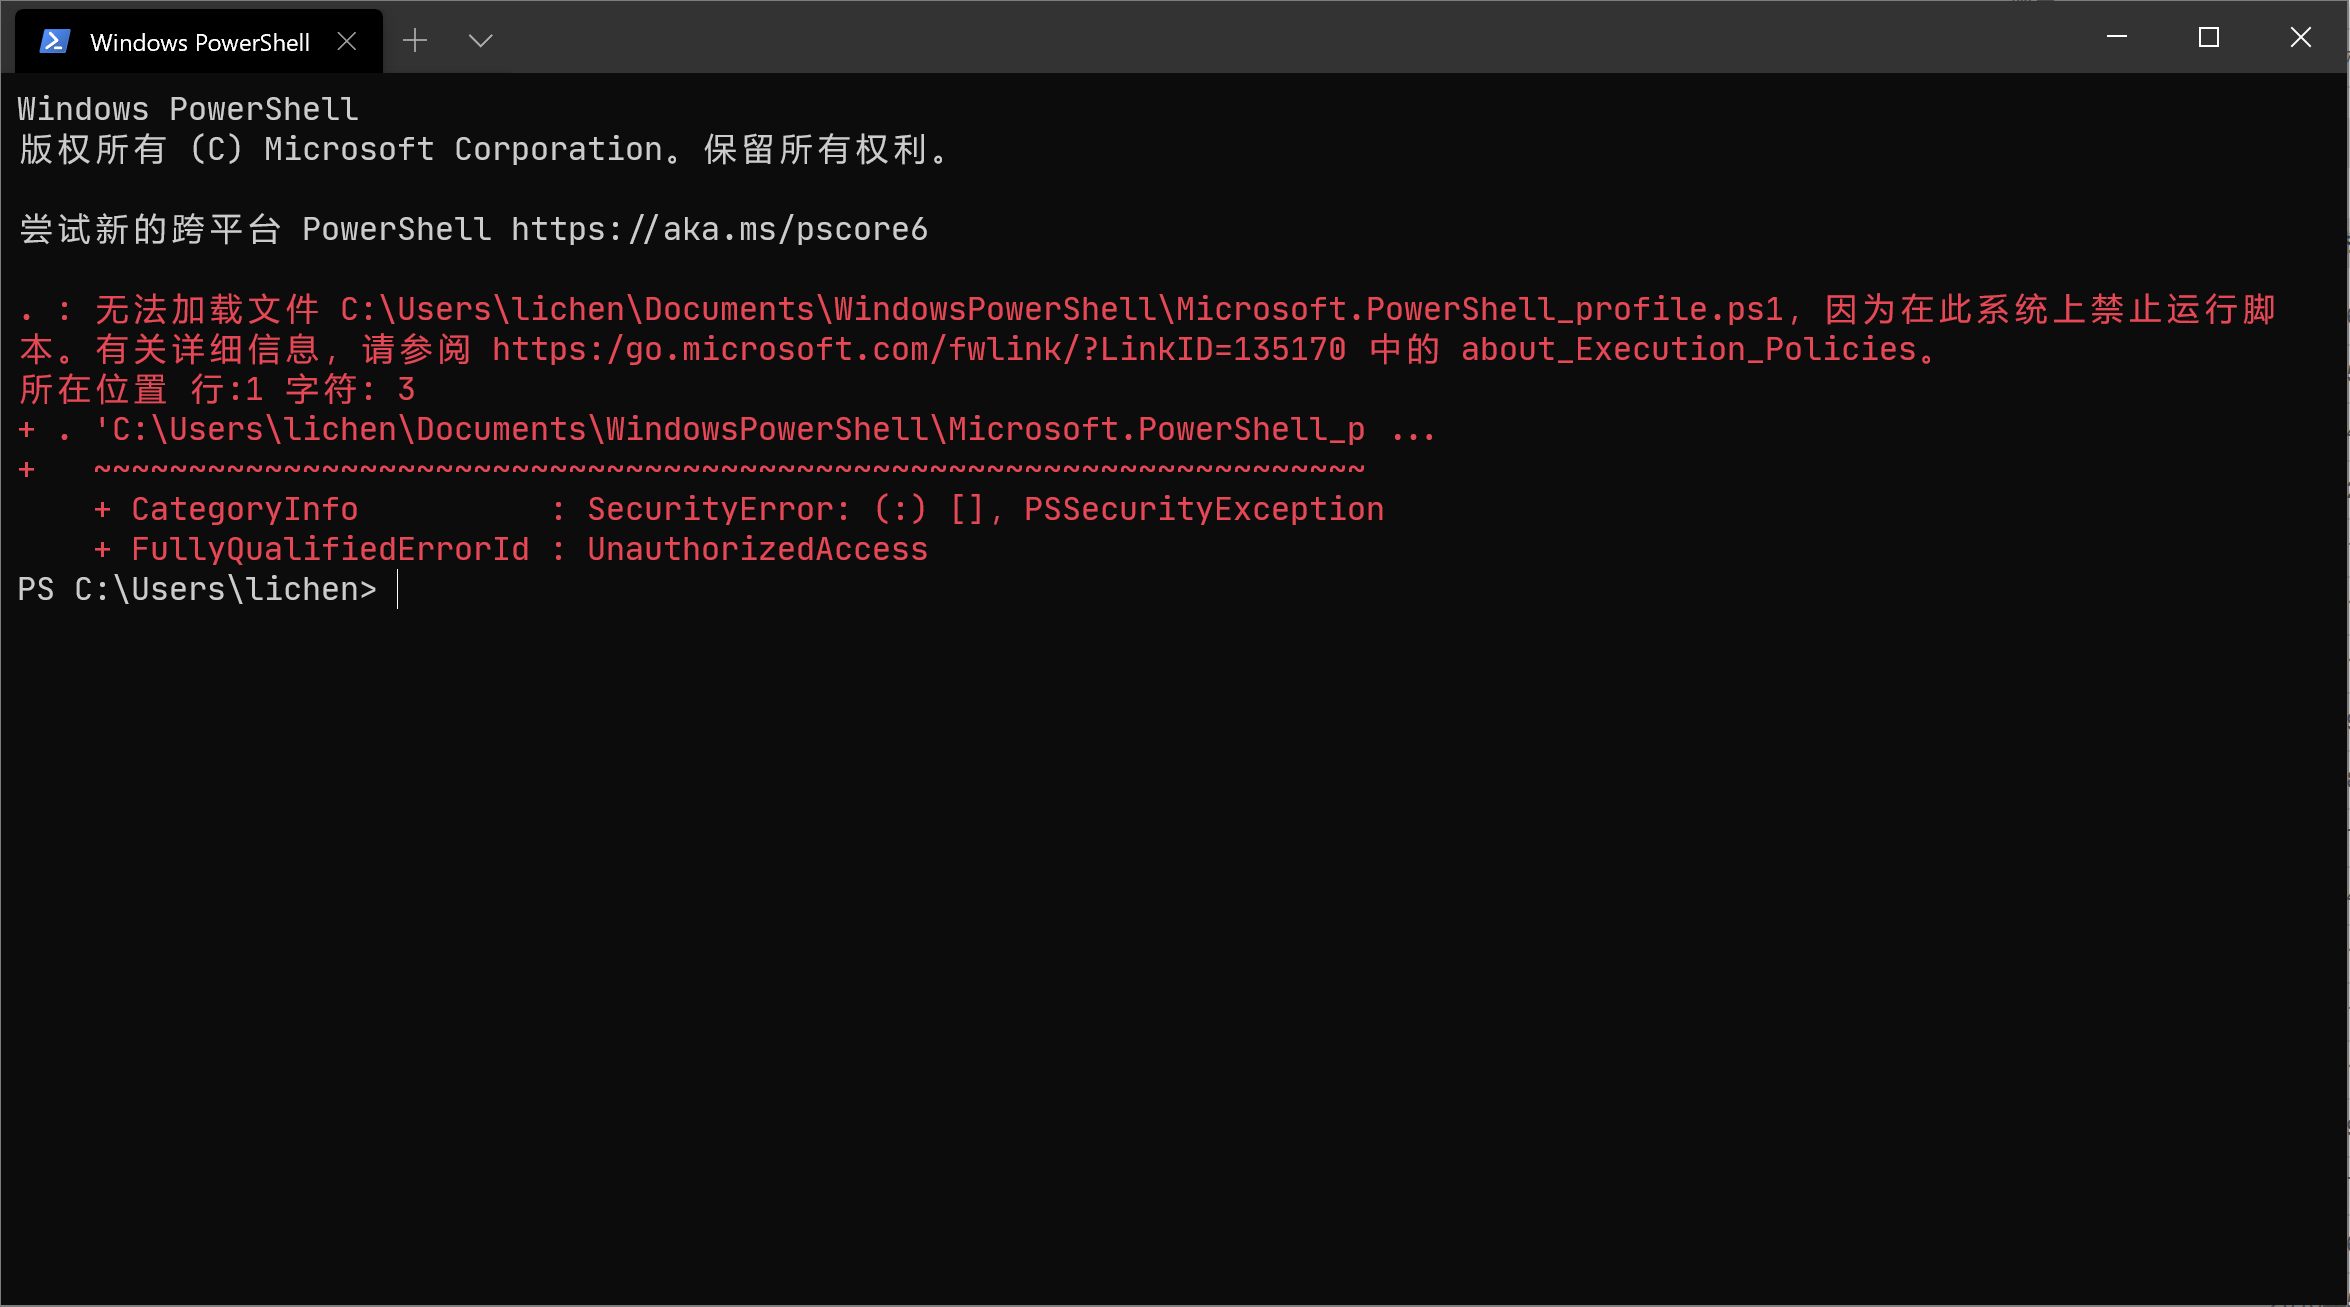 Windows PowerShell
Windows PowerShell
版权所有 (C) Microsoft Corporation。保留所有权利。
尝试新的跨平台 PowerShell https://aka.ms/pscore6
. : 无法加载文件 C:\Users\lichen\Documents\WindowsPowerShell\Microsoft.PowerShell_profile.ps1，因为在此系统上禁止运行脚
本。有关详细信息，请参阅 https:/go.microsoft.com/fwlink/?LinkID=135170 中的 about_Execution_Policies。
所在位置 行:1 字符: 3
+ . 'C:\Users\lichen\Documents\WindowsPowerShell\Microsoft.PowerShell_p ...
+   ~~~~~~~~~~~~~~~~~~~~~~~~~~~~~~~~~~~~~~~~~~~~~~~~~~~~~~~~~~~~~~~~~~~
    + CategoryInfo          : SecurityError: (:) [], PSSecurityException
    + FullyQualifiedErrorId : UnauthorizedAccess
PS C:\Users\lichen>